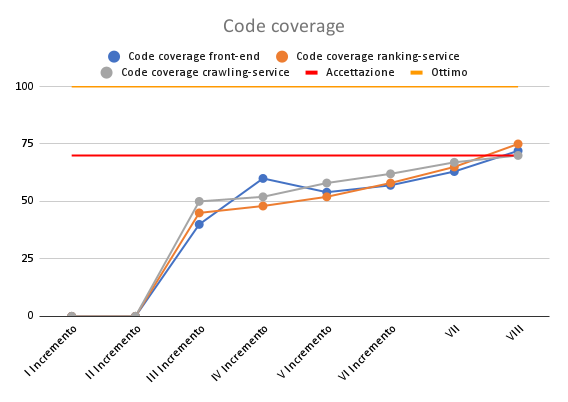 Code coverage
Code coverage front-end Code coverage ranking-service
Code coverage crawling-service Accettazione Ottimo
100
75
50
25
0
I Incremento
II Incremento
III Incremento
IV Incremento
V Incremento
VI Incremento
VII
VIII